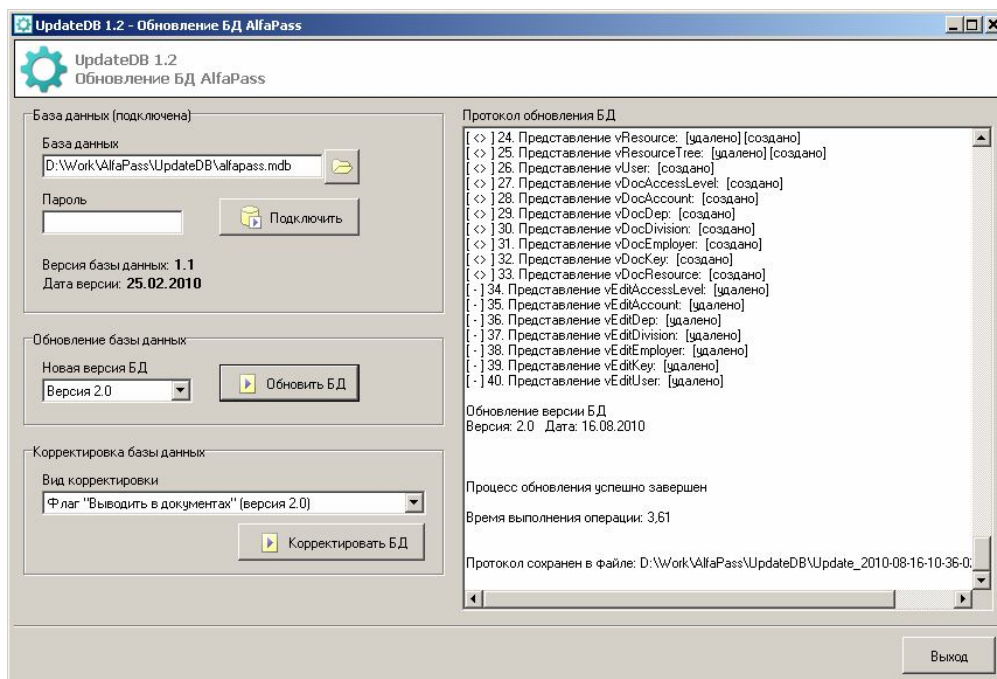 UpdateDB 1.2 - Обновление БД AlfaPass
UpdateDB 1.2
Обновление БД AlfaPass
База данных (подключена)
База данных
D:\Work\AlfaPass\UpdateDB\alfapass.mdb
Пароль
Подключить
Версия базы данных: 1.1
Дата версии: 25.02.2010
Обновление базы данных
Новая версия БД
Версия 2.0
Обновить БД
Корректировка базы данных
Вид корректировки
Флаг "Выводить в документах" (версия 2.0)
Корректировать БД
Протокол обновления БД
[ <> ] 24. Представление vResource: [удалено] [создано]
[ <> ] 25. Представление vResourceTree: [удалено] [создано]
[ <> ] 26. Представление vUser: [создано]
[ <> ] 27. Представление vDocAccessLevel: [создано]
[ <> ] 28. Представление vDocAccount: [создано]
[ <> ] 29. Представление vDocDep: [создано]
[ <> ] 30. Представление vDocDivision: [создано]
[ <> ] 31. Представление vDocEmployer: [создано]
[ <> ] 32. Представление vDocKey: [создано]
[ <> ] 33. Представление vDocResource: [создано]
[ - ] 34. Представление vEditAccessLevel: [удалено]
[ - ] 35. Представление vEditAccount: [удалено]
[ - ] 36. Представление vEditDep: [удалено]
[ - ] 37. Представление vEditDivision: [удалено]
[ - ] 38. Представление vEditEmployer: [удалено]
[ - ] 39. Представление vEditKey: [удалено]
[ - ] 40. Представление vEditUser: [удалено]
Обновление версии БД
Версия: 2.0 Дата: 16.08.2010
Процесс обновления успешно завершен
Время выполнения операции: 3,61
Протокол сохранен в файле: D:\Work\AlfaPass\UpdateDB\Update_2010-08-16-10-36-02
Выход